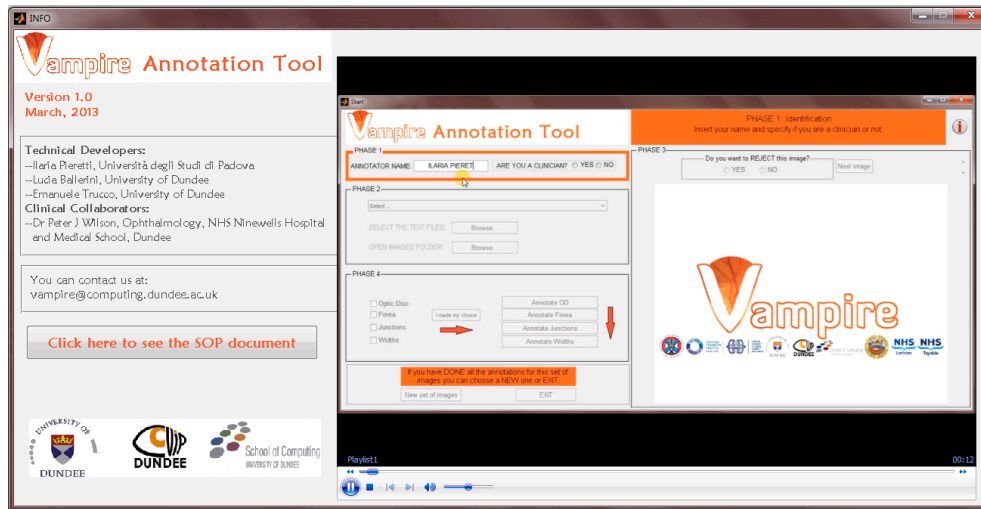 INFO
Vampire Annotation Tool
Version 1.0
March, 2013
Technical Developers:
--Ilaria Pieretti, Università degli Studi di Padova
--Lucia Ballerini, University of Dundee
--Emanuele Trucco, University of Dundee
Clinical Collaborators:
--Dr Peter J Wilson, Ophthalmology, NHS Ninewells Hospital
and Medical School, Dundee
You can contact us at:
vampire@computing.dundee.ac.uk
Click here to see the SOP document
UNIVERSITY OF
DUNDEE
CVIP
DUNDEE
School of Computing
UNIVERSITY OF DUNDEE
Start
Vampire Annotation Tool
PHASE 1: Identification
Insert your name and specify if you are a clinician or not
PHASE 1
ANNOTATOR NAME: ILARIA PIERET ARE YOU A CLINICIAN? YES NO
PHASE 2
Select ...
SELECT THE TEXT FILES: Browse...
OPEN IMAGES FOLDER: Browse...
PHASE 4
Optic Disc
Fovea
Junctions
Widths
I made my choice
Annotate OD
Annotate Fovea
Annotate Junctions
Annotate Widths
If you have DONE all the
annotations for this set of
images you can choose
a NEW one or EXIT
New set of images EXIT
PHASE 3
Do you want to REJECT this image?
YES NO
Next image
Vampire
DUNDEE
NHS NHS
Lothian Tayside
Playlist1 00:12